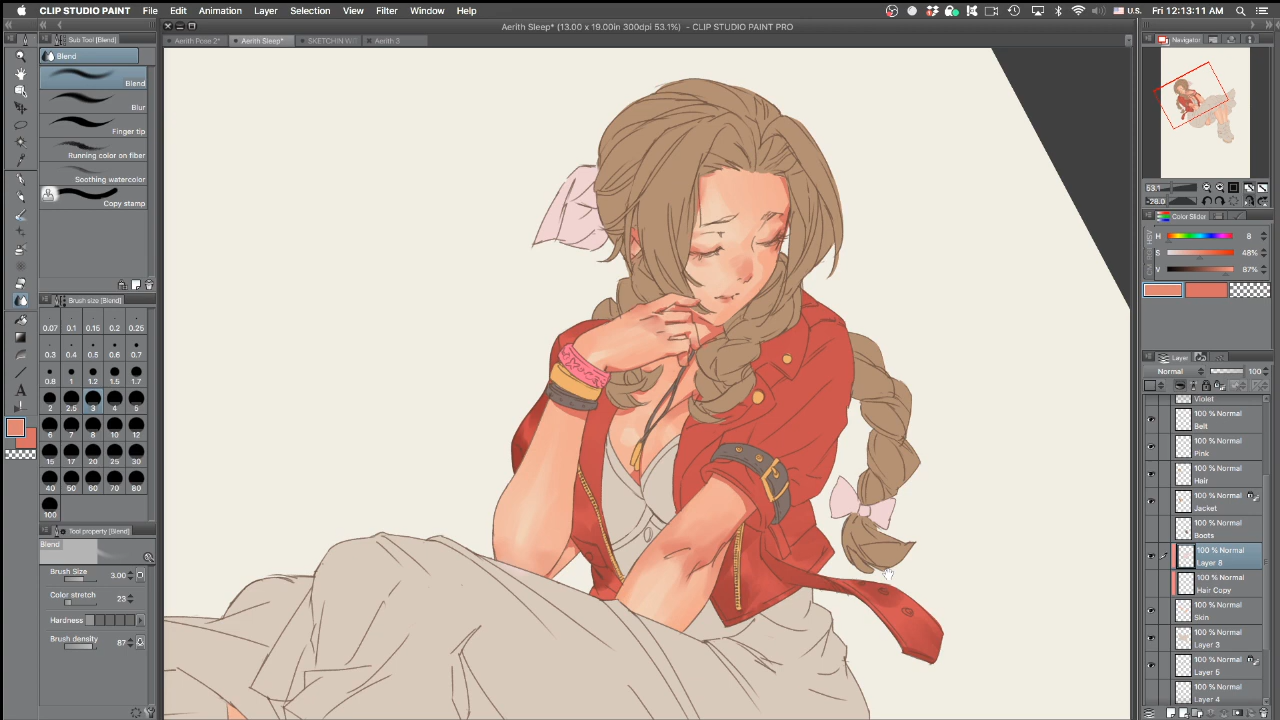 CLIP STUDIO PAINT File Edit Animation Layer Selection View Filter Window Help U.S. Fri 12:13:11 AM
Aerith Sleep* (13.00 x 19.00in 300dpi 53.1%) - CLIP STUDIO PAINT PRO
Aerith Pose 2* Aerith Sleep* SKETCHIN W Aerith 3
Sub Tool [Blend]
Blend
Blend
Blur
Finger tip
Running color on fiber
Soothing watercolor
Copy stamp
Brush size [Blend]
0.07 0.1 0.15 0.2 0.25
0.3 0.4 0.5 0.6 0.7
0.8 1 1.2 1.5 1.7
2 2.5 3 4 5
6 7 8 10 12
15 17 20 25 30
40 50 60 70 80
100
Tool property [Blend]
Blend
Brush Size 3.00
Color stretch 23
Hardness
Brush density 87
Navigator
53.1
-28.0
Color Slider
H 8
S 48%
V 87%
Layer
Normal 100
Violet
100 % Normal
Belt
100 % Normal
Pink
100 % Normal
Hair
100 % Normal
Jacket
100 % Normal
Boots
100 % Normal
Layer 8
100 % Normal
Hair Copy
100 % Normal
Skin
100 % Normal
Layer 3
100 % Normal
Layer 5
100 % Normal
Layer 4